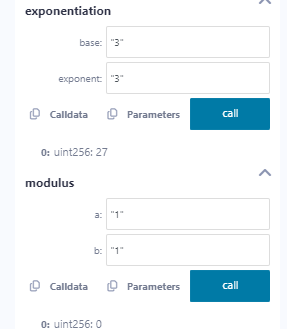 exponentiation
base: "3"
exponent: "3"
Calldata Parameters call
0: uint256: 27
modulus
a: "1"
b: "1"
Calldata Parameters call
0: uint256: 0